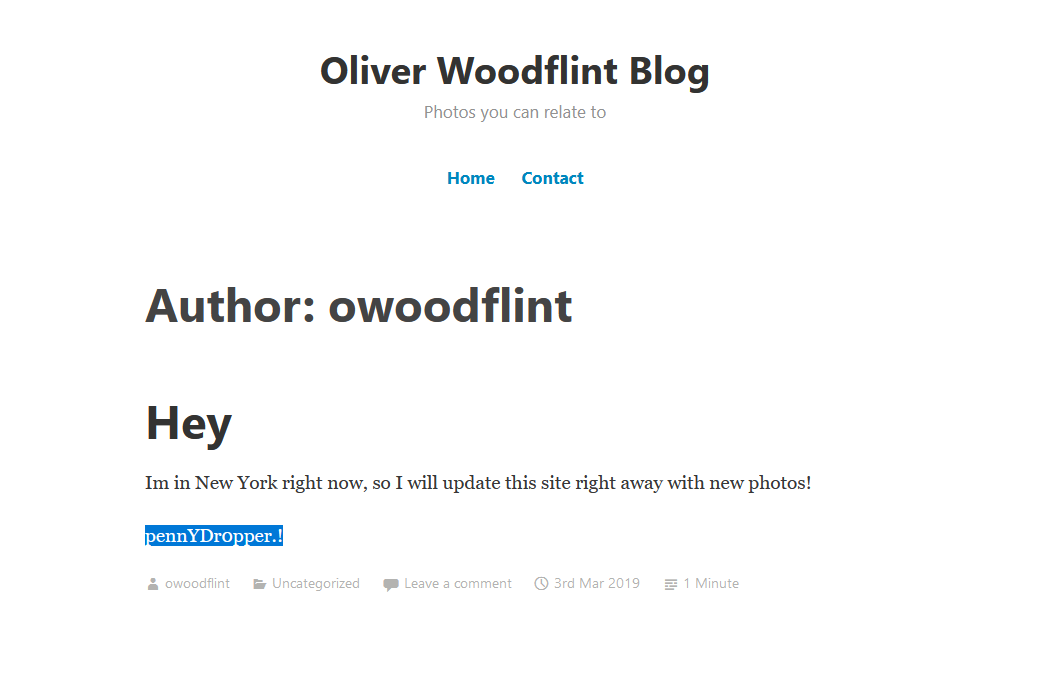 Oliver Woodflint Blog
Photos you can relate to
Home Contact
Author: owoodflint
Hey
Im in New York right now, so I will update this site right away with new photos!
pennYDr0pper.!
owoodflint Uncategorized Leave a comment 3rd Mar 2019 1 Minute